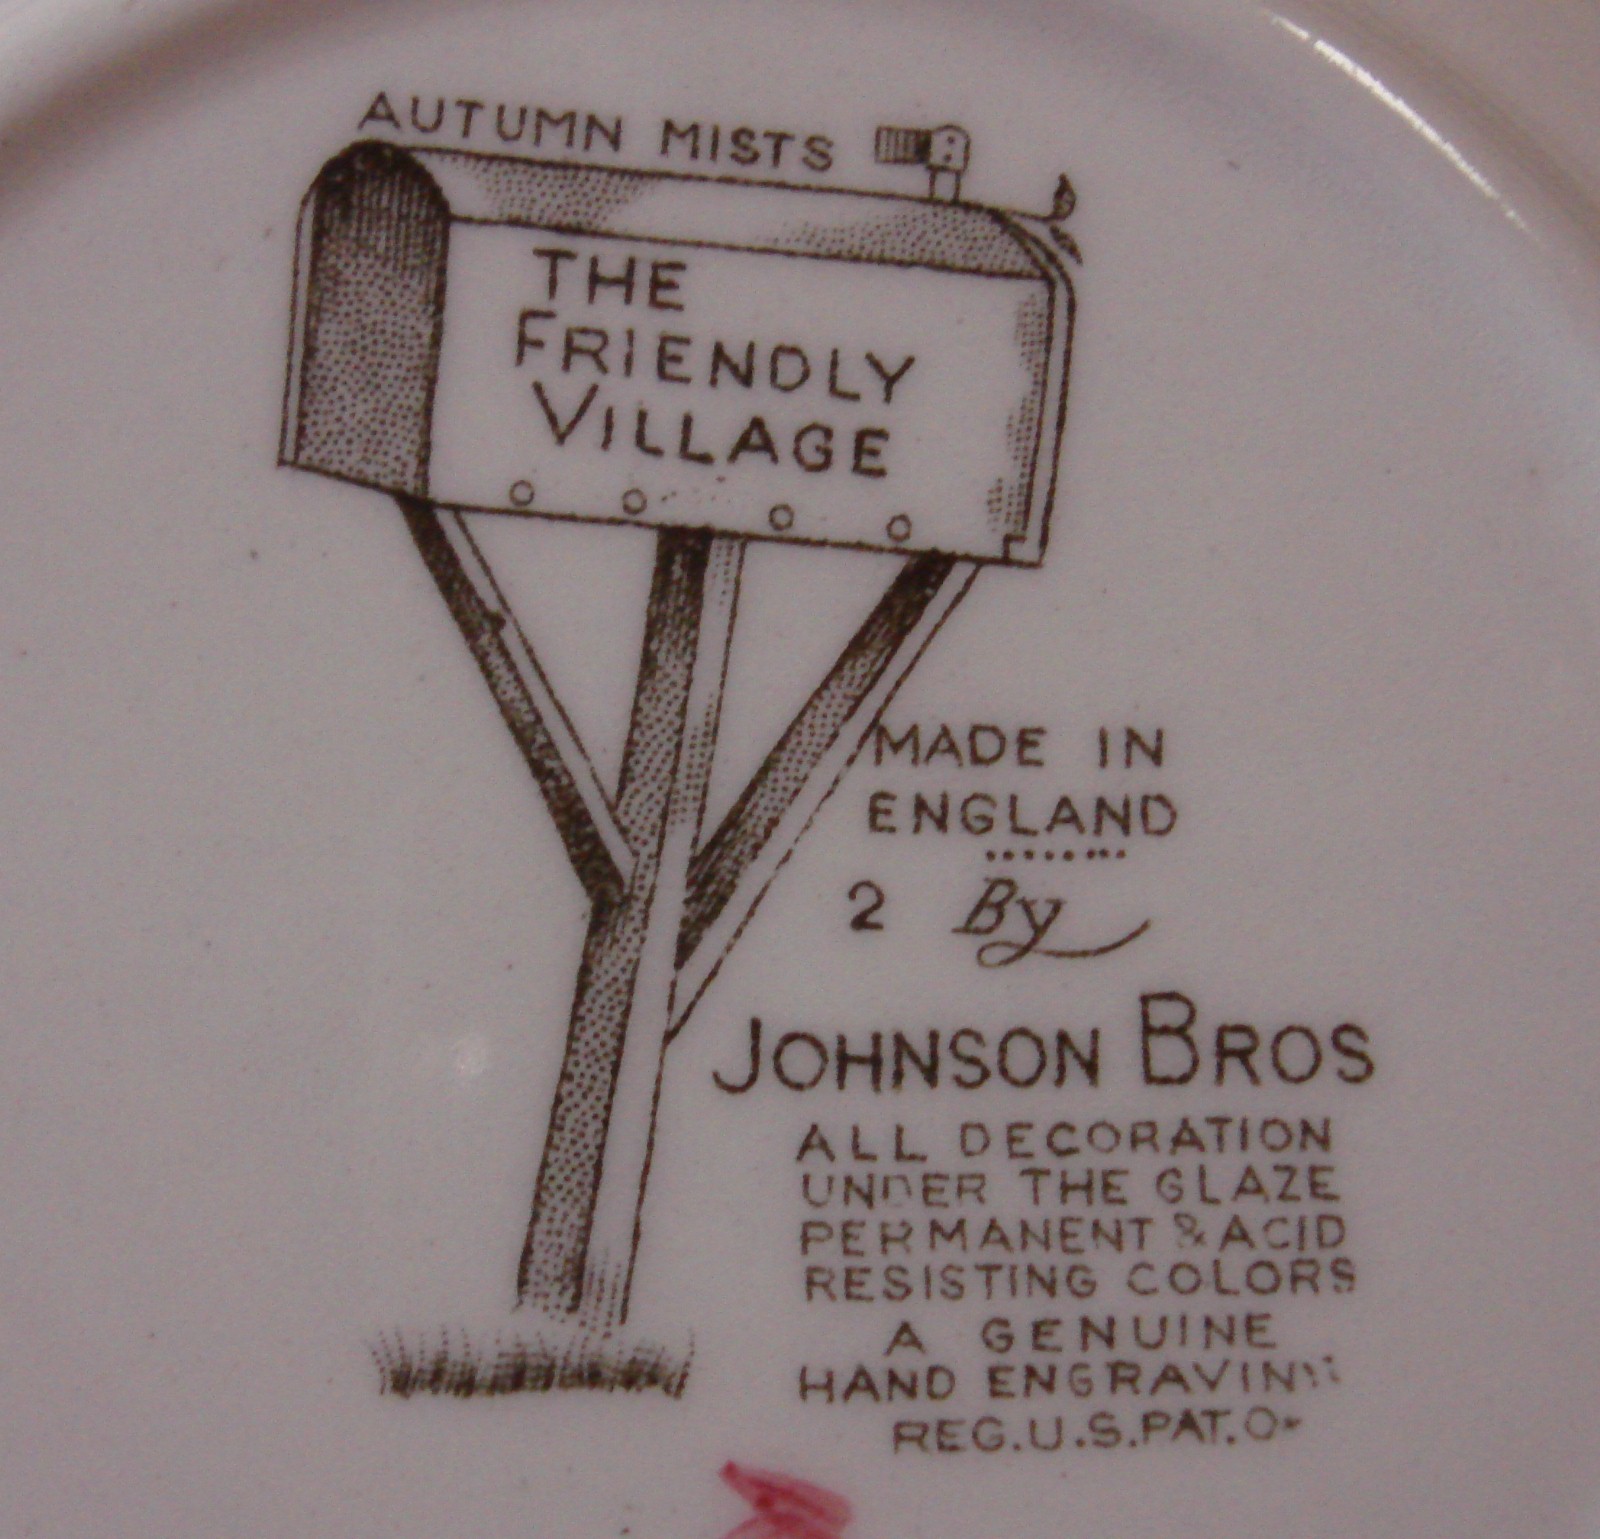 AUTUMN MISTS
THE
FRIENDLY
VILLAGE
MADE IN
ENGLAND
2 By
JOHNSON BROS
ALL DECORATION
UNDER THE GLAZE
PERMANENT & ACID
RESISTING COLORS
A GENUINE
HAND ENGRAVING
REG.U.S.PAT.